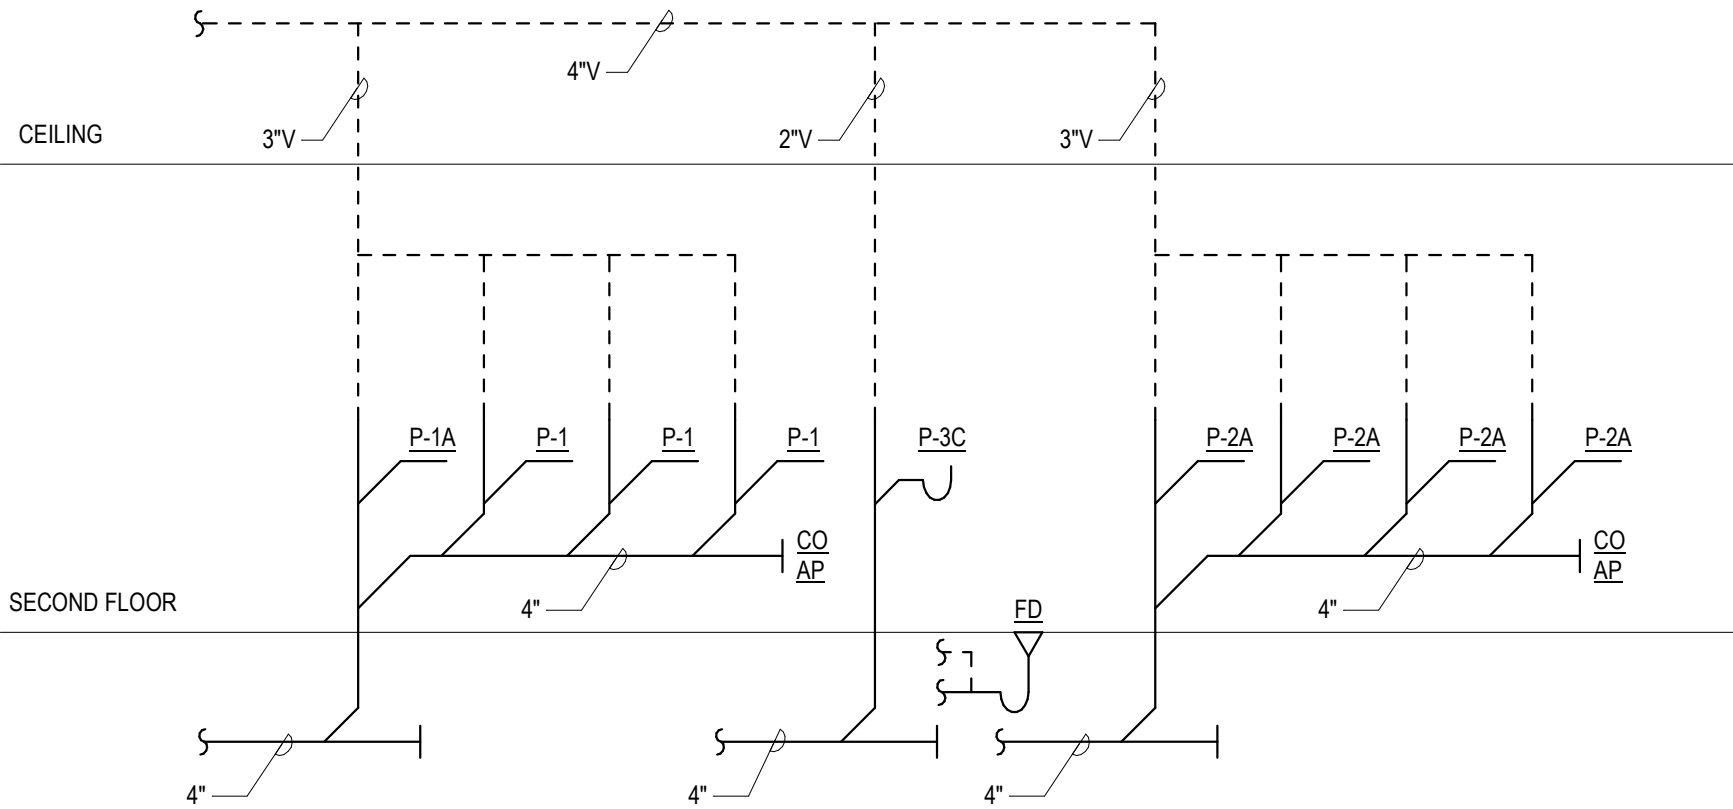 4"V
CEILING
3"V
2"V
3"V
P-1A
P-1
P-1
P-1
P-3C
P-2A
P-2A
P-2A
P-2A
CO
AP
CO
AP
SECOND FLOOR
4"
FD
4"
4"
4"
4"